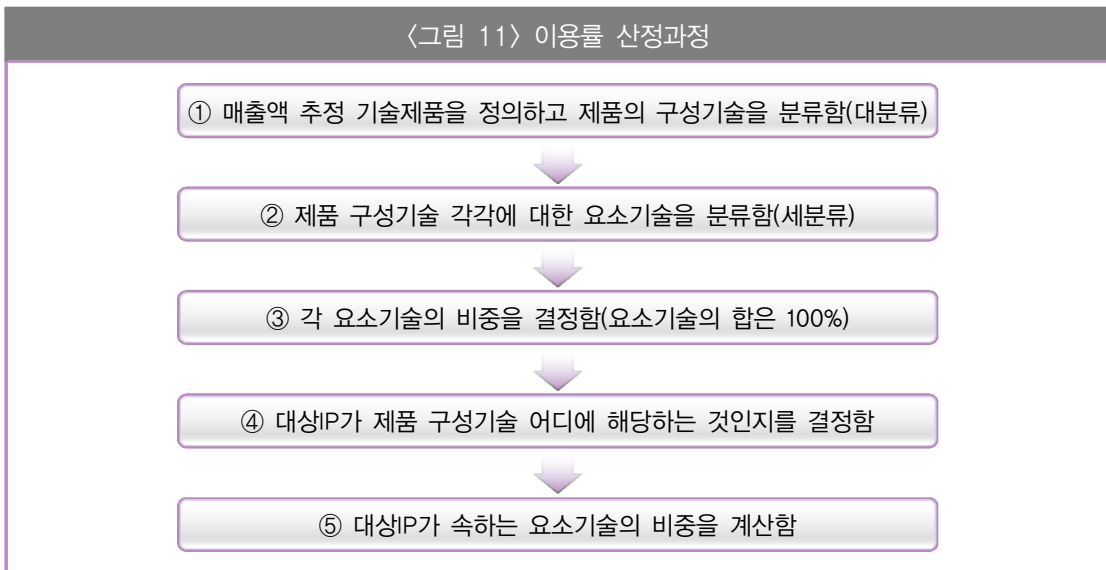 〈그림 11〉 이용률 산정과정
① 매출액 추정 기술제품을 정의하고 제품의 구성기술을 분류함(대분류)
② 제품 구성기술 각각에 대한 요소기술을 분류함(세분류)
③ 각 요소기술의 비중을 결정함(요소기술의 합은 100%)
④ 대상IP가 제품 구성기술 어디에 해당하는 것인지를 결정함
⑤ 대상IP가 속하는 요소기술의 비중을 계산함